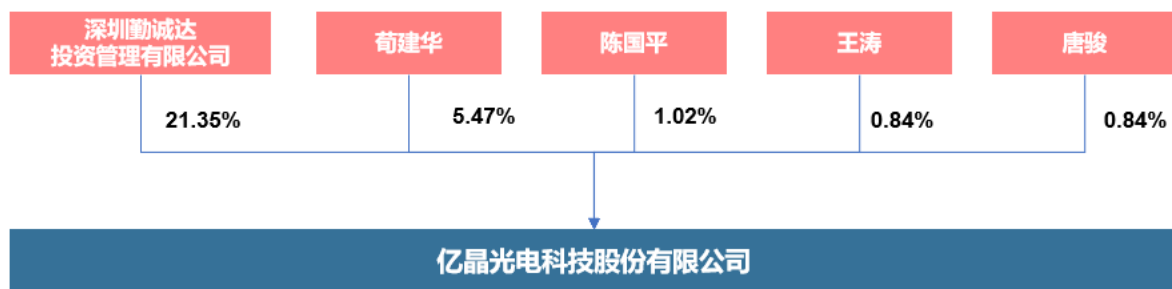 深圳勤诚达
投资管理有限公司
荀建华
陈国平
王涛
唐骏
21.35%
5.47%
1.02%
0.84%
0.84%
亿晶光电科技股份有限公司